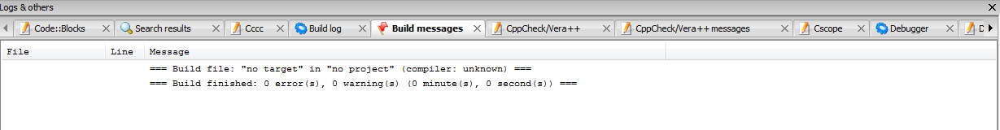 Logs & others
Code::Blocks Search results Cccc Build log Build messages CppCheck/Vera++ CppCheck/Vera++ messages Cscope Debugger
File Line Message
=== Build file: "no target" in "no project" (compiler: unknown) ===
=== Build finished: 0 error(s), 0 warning(s) (0 minute(s), 0 second(s)) ===